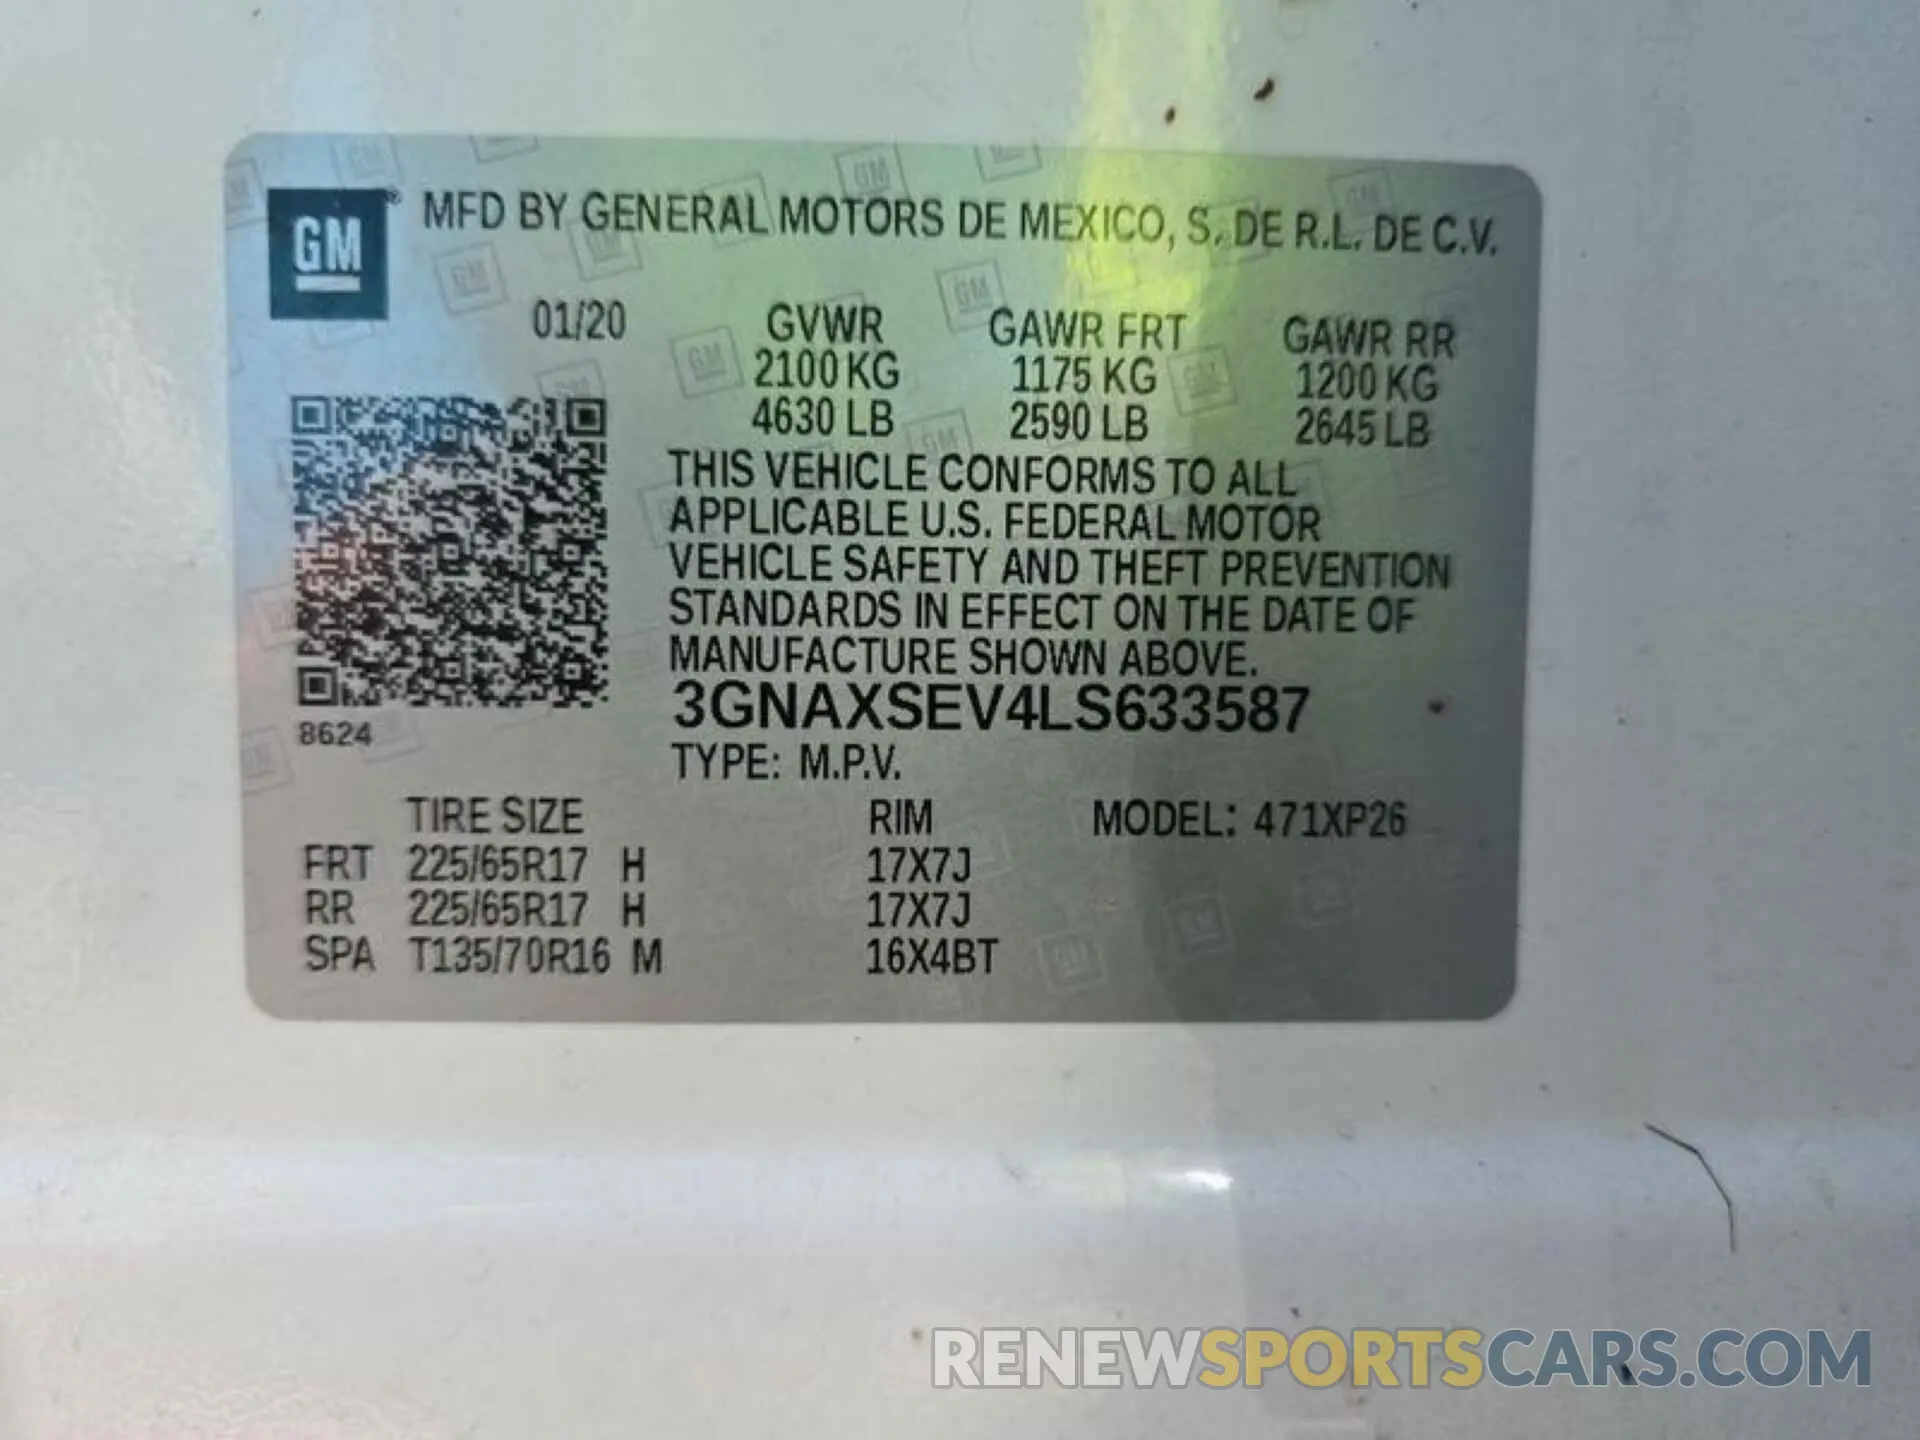 GM® MFD BY GENERAL MOTORS DE MEXICO, S. DE R.L. DE C.V.
01/20 GVWR GAWR FRT GAWR RR
2100 KG 1175 KG 1200 KG
4630 LB 2590 LB 2645 LB
THIS VEHICLE CONFORMS TO ALL
APPLICABLE U.S. FEDERAL MOTOR
VEHICLE SAFETY AND THEFT PREVENTION
STANDARDS IN EFFECT ON THE DATE OF
MANUFACTURE SHOWN ABOVE.
3GNAXSEV4LS633587
8624
TYPE: M.P.V.
TIRE SIZE RIM MODEL: 471XP26
FRT 225/65R17 H 17X7J
RR 225/65R17 H 17X7J
SPA T135/70R16 M 16X4BT
RENEWSPORTSCARS.COM